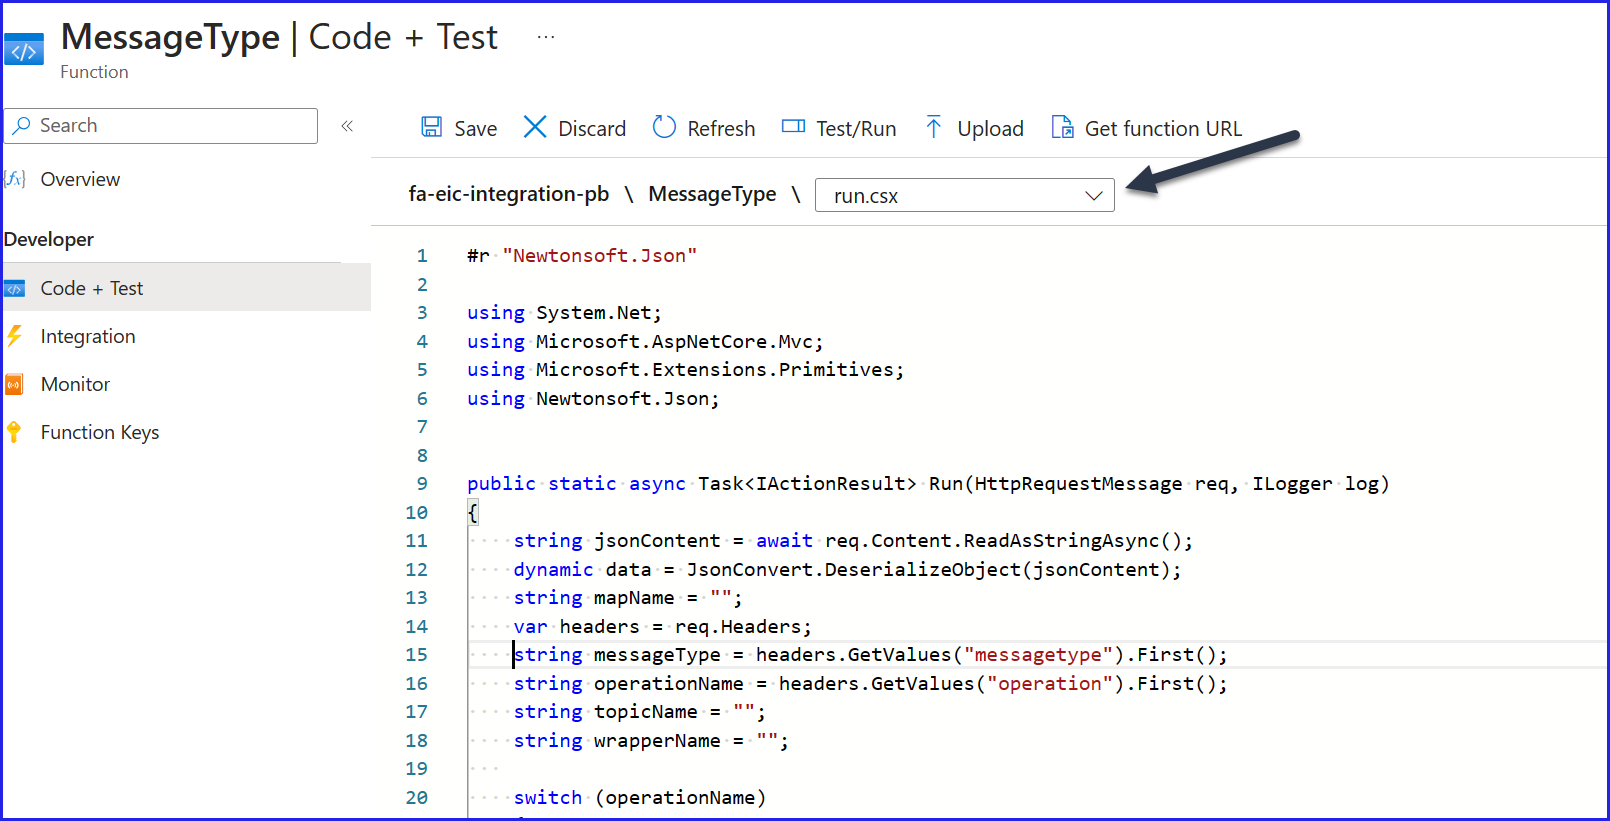 MessageType | Code + Test ...
Function
Search «
Save Discard Refresh Test/Run Upload Get function URL
{fx} Overview
fa-eic-integration-pb \ MessageType \ run.csx
Developer
Code + Test
Integration
Monitor
Function Keys
1 #r "Newtonsoft.Json"
2
3 using System.Net;
4 using Microsoft.AspNetCore.Mvc;
5 using Microsoft.Extensions.Primitives;
6 using Newtonsoft.Json;
7
8
9 public static async Task<IActionResult> Run(HttpRequestMessage req, ILogger log)
10 {
11 string jsonContent = await req.Content.ReadAsStringAsync();
12 dynamic data = JsonConvert.DeserializeObject(jsonContent);
13 string mapName = "";
14 var headers = req.Headers;
15 string messageType = headers.GetValues("messagetype").First();
16 string operationName = headers.GetValues("operation").First();
17 string topicName = "";
18 string wrapperName = "";
19
20 switch (operationName)